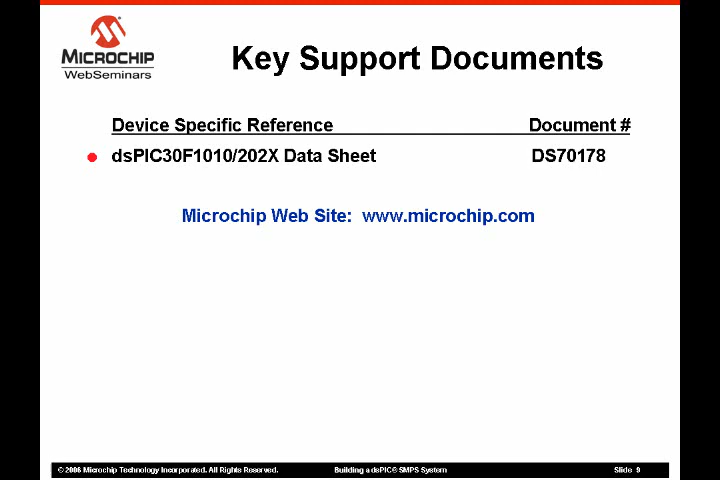 MICROCHIP
WebSeminars
Key Support Documents
Device Specific Reference Document #
dsPIC30F1010/202X Data Sheet DS70178
Microchip Web Site: www.microchip.com
© 2006 Microchip Technology Incorporated. All Rights Reserved. Building a dsPIC® SMPS System Slide 9